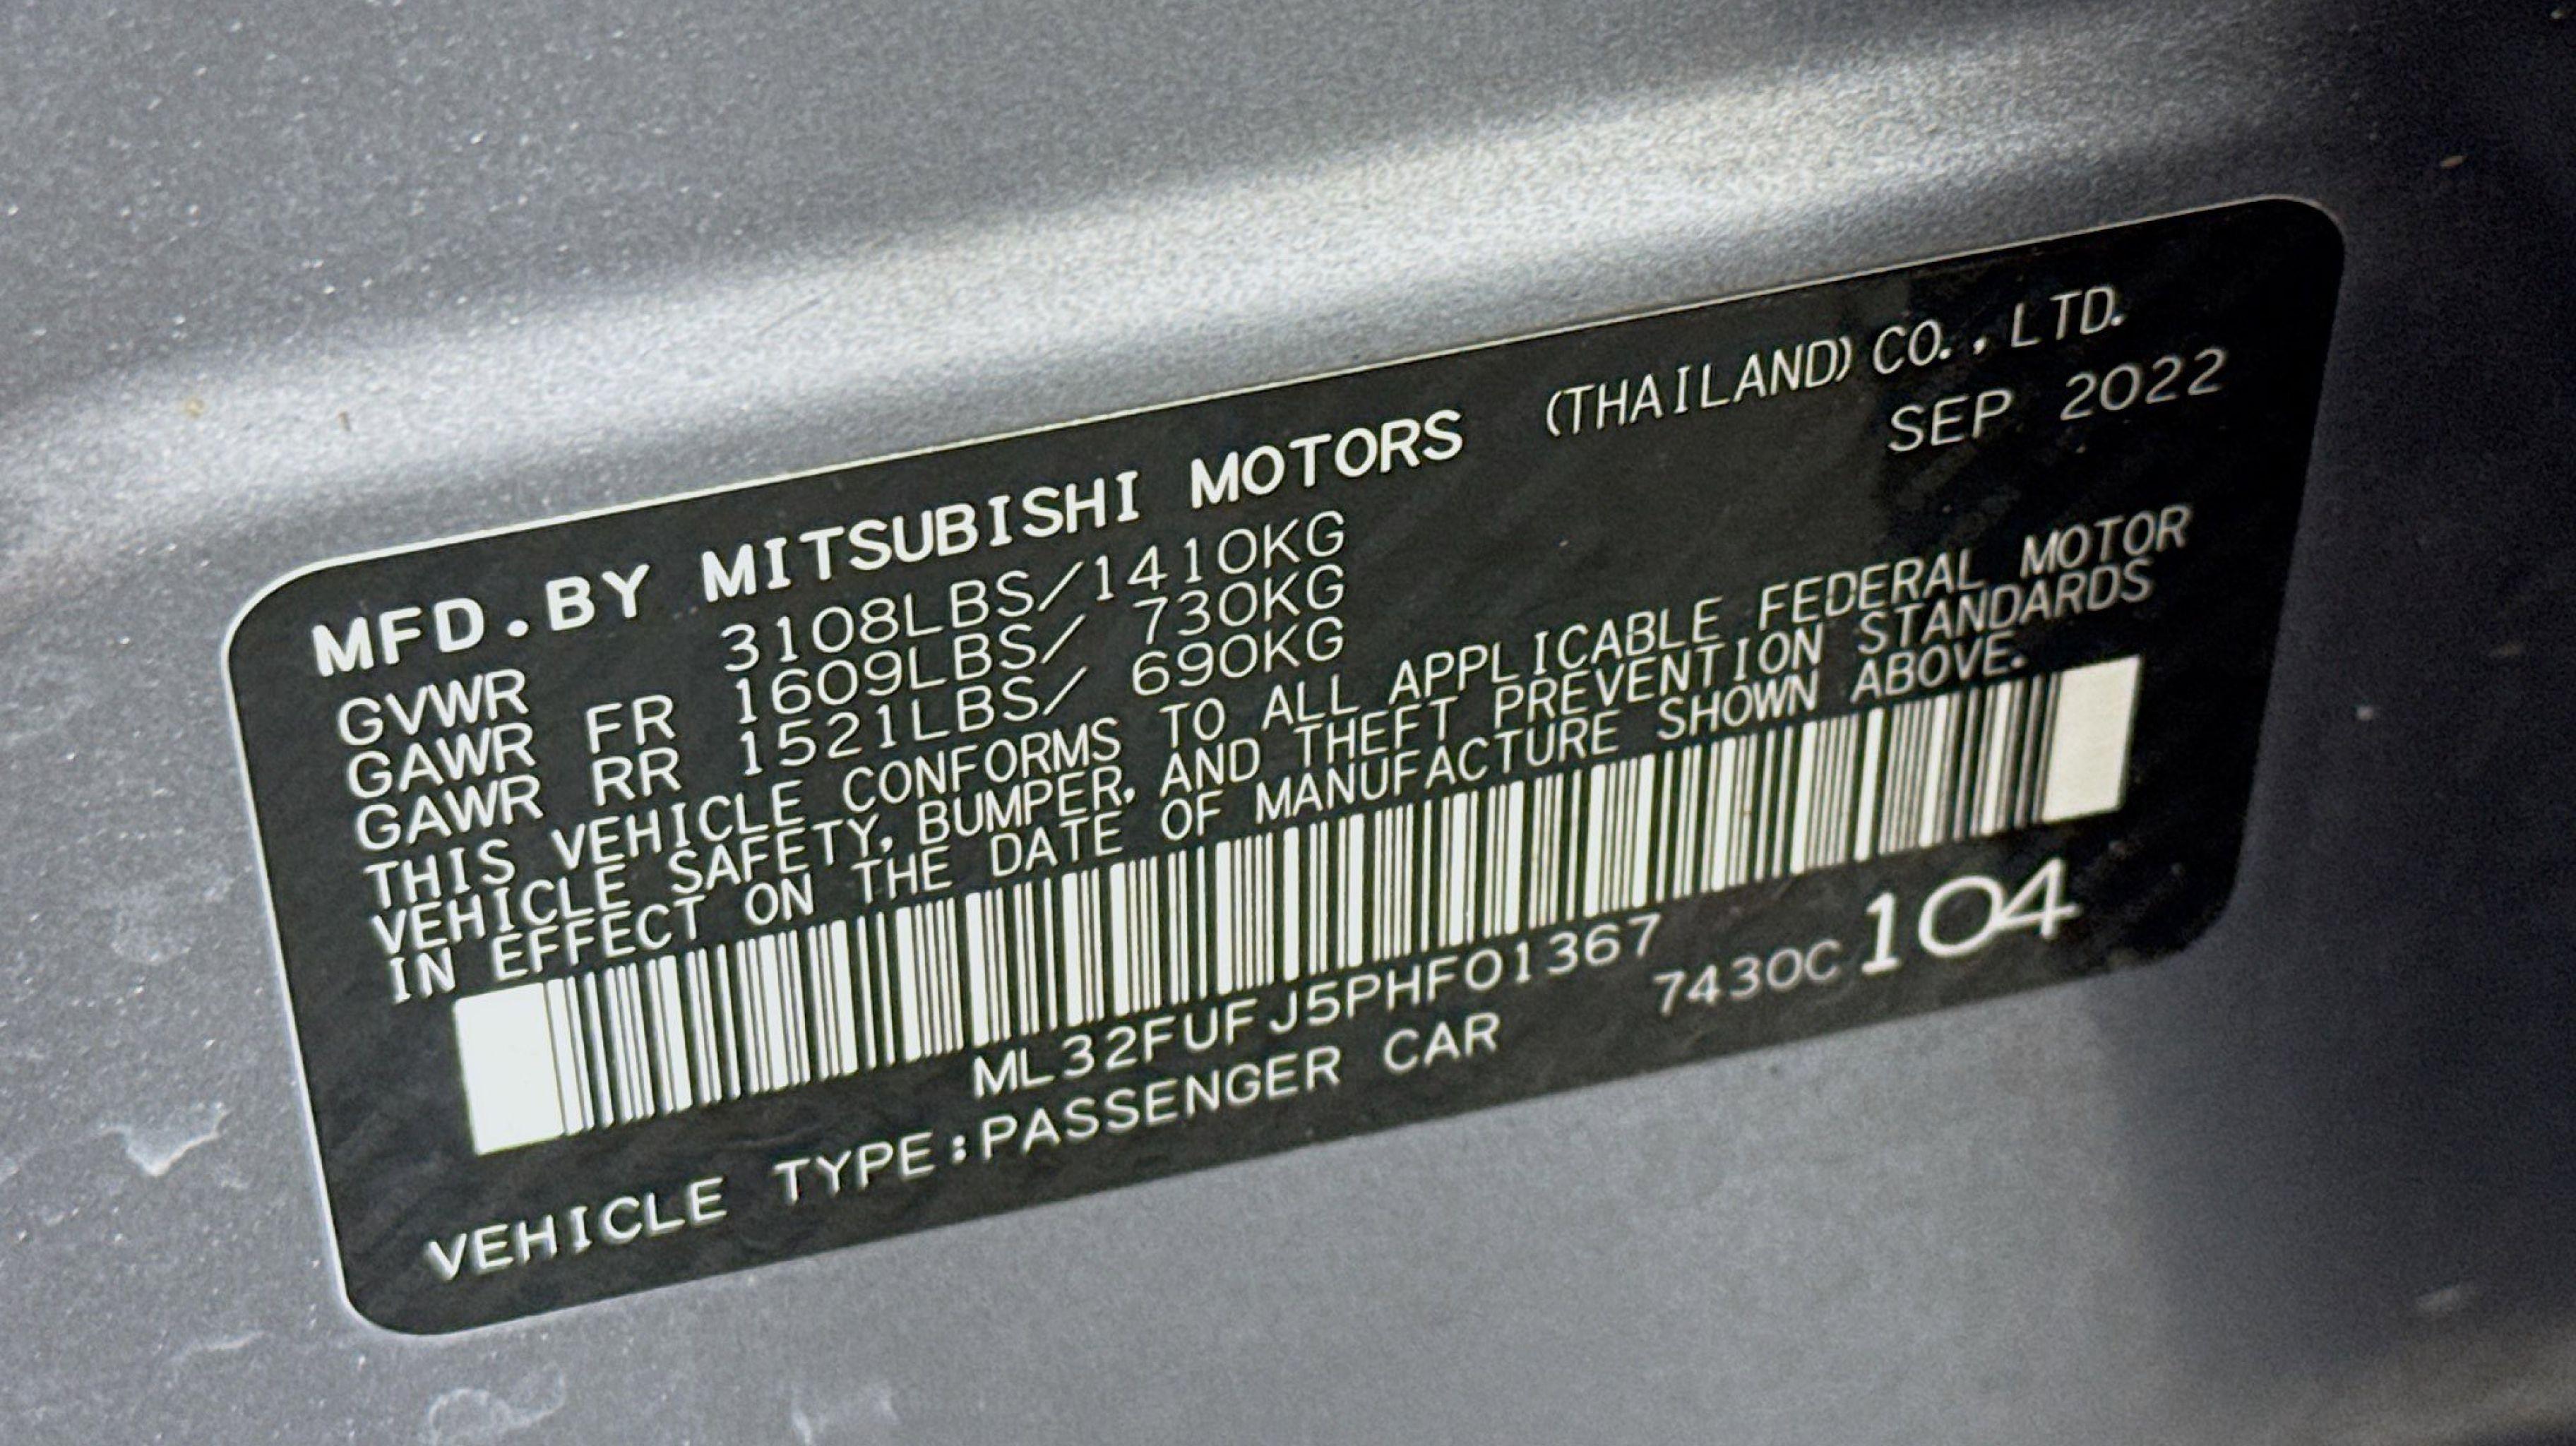 MFD.BY MITSUBISHI MOTORS (THAILAND) CO., LTD.
SEP 2022
GVWR 3108LBS/1410KG
GAWR FR 1609LBS/ 730KG
GAWR RR 1521LBS/ 690KG
THIS VEHICLE CONFORMS TO ALL APPLICABLE FEDERAL MOTOR
VEHICLE SAFETY, BUMPER, AND THEFT PREVENTION STANDARDS
IN EFFECT ON THE DATE OF MANUFACTURE SHOWN ABOVE.
ML32FUFJ5PHF01367
VEHICLE TYPE:PASSENGER CAR 7430C104